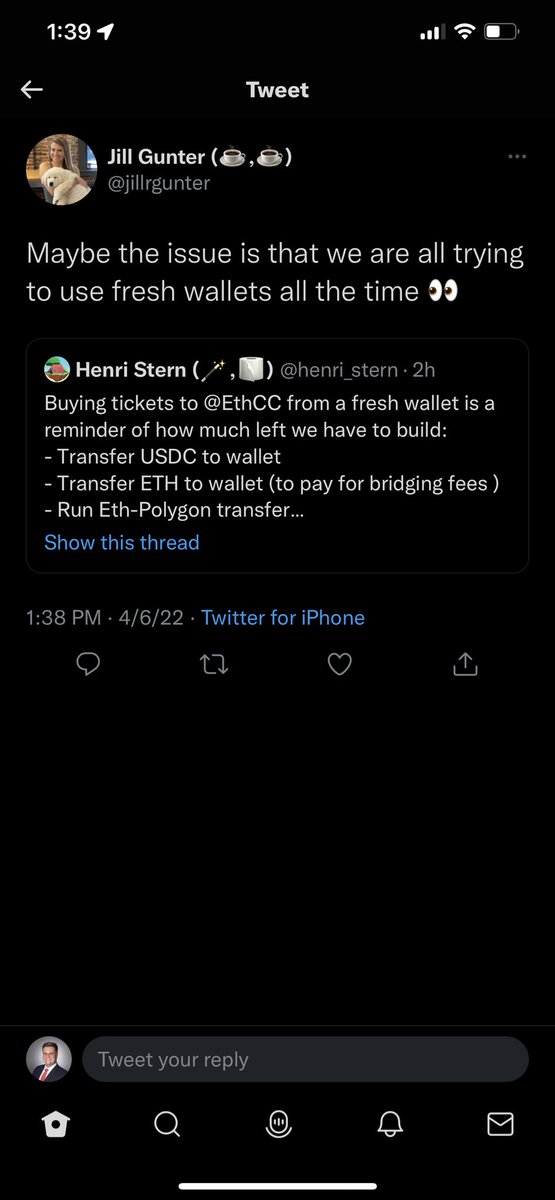 1:39
Tweet
Jill Gunter (☕,☕)
@jillrgunter
Maybe the issue is that we are all trying
to use fresh wallets all the time 👀
Henri Stern (🪄,🧻) @henri_stern · 2h
Buying tickets to @EthCC from a fresh wallet is a
reminder of how much left we have to build:
- Transfer USDC to wallet
- Transfer ETH to wallet (to pay for bridging fees )
- Run Eth-Polygon transfer...
Show this thread
1:38 PM · 4/6/22 · Twitter for iPhone
Tweet your reply